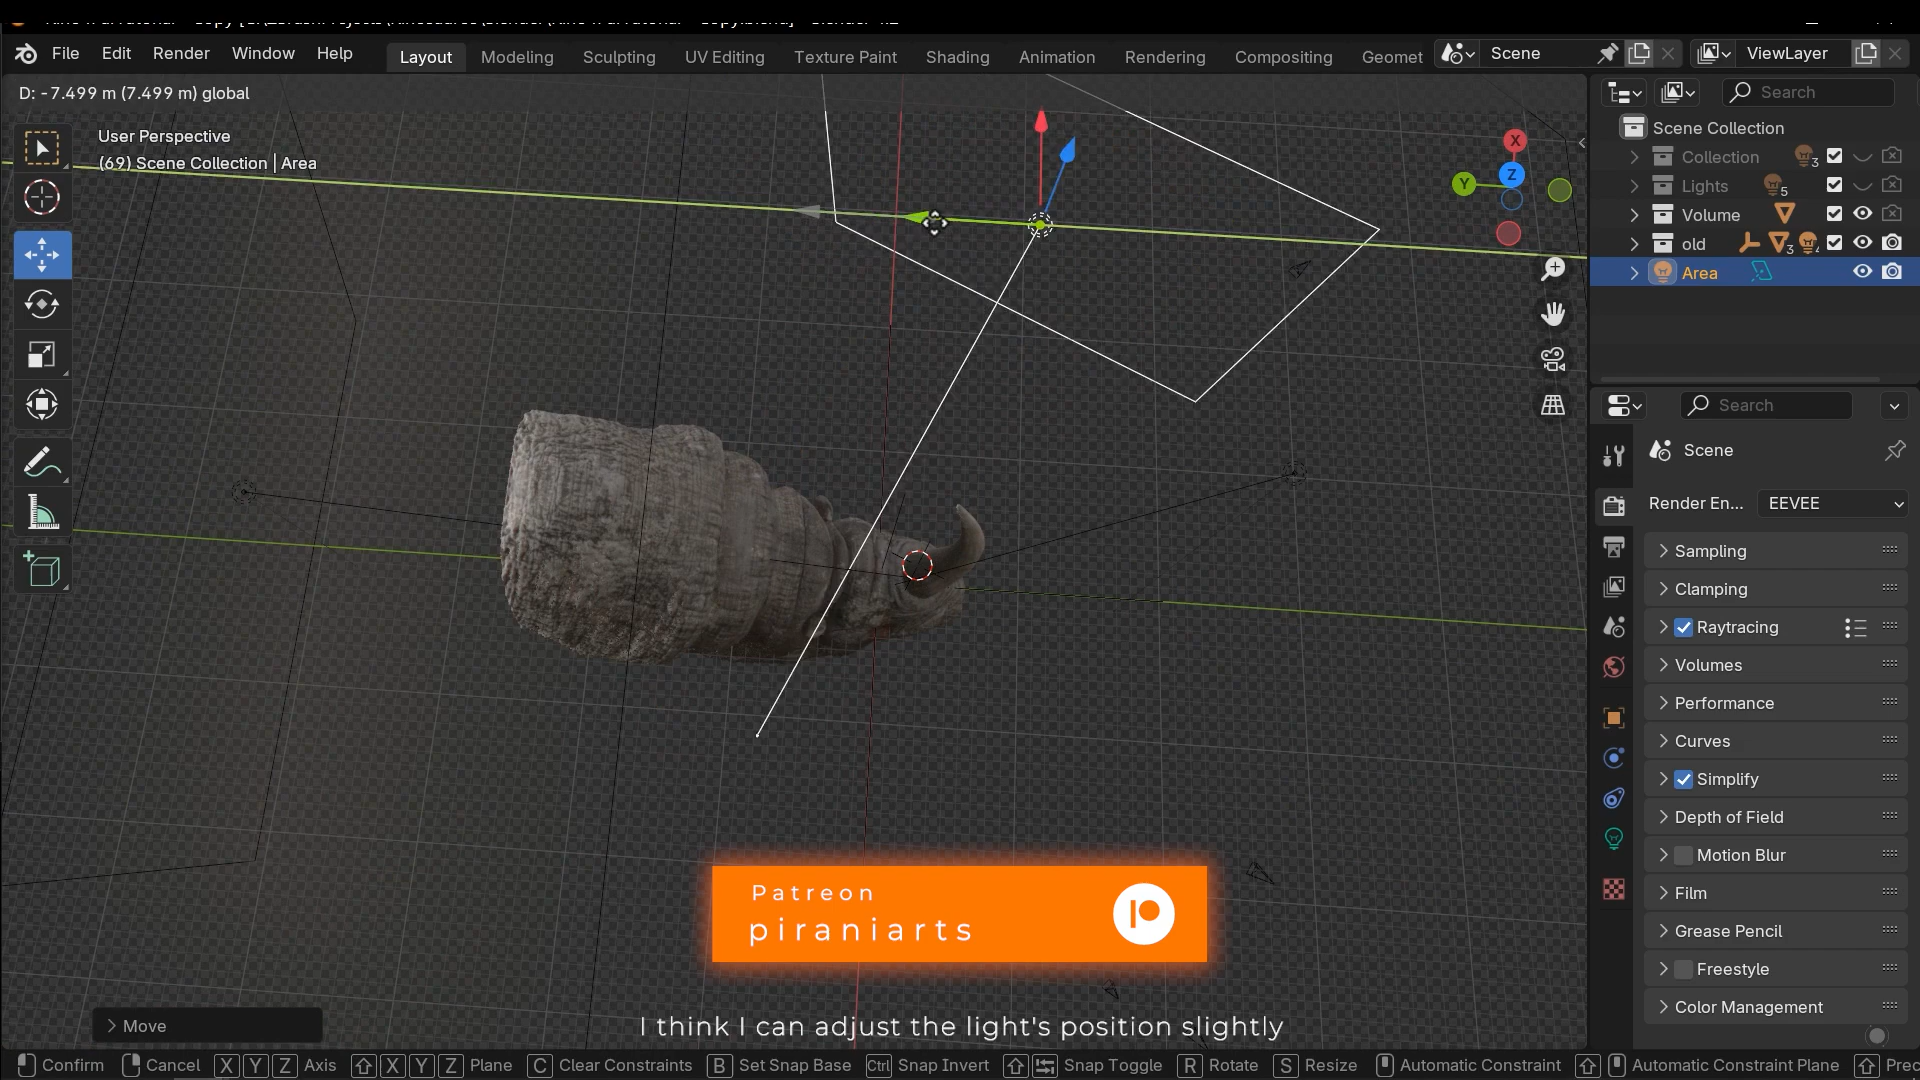 File Edit Render Window Help Layout Modeling Sculpting UV Editing Texture Paint Shading Animation Rendering Compositing Geomet Scene ViewLayer
D: -7.499 m (7.499 m) global
User Perspective
(69) Scene Collection | Area
X
Y
Z
Search
Scene Collection
Collection 3
Lights 5
Volume
old 3
Area
Search
Scene
Render En... EEVEE
Sampling
Clamping
Raytracing
Volumes
Performance
Curves
Simplify
Depth of Field
Motion Blur
Film
Grease Pencil
Freestyle
Color Management
Patreon
piraniarts
I think I can adjust the light's position slightly
Move
Confirm Cancel X Y Z Axis X Y Z Plane C Clear Constraints B Set Snap Base Ctrl Snap Invert Snap Toggle R Rotate S Resize Automatic Constraint Automatic Constraint Plane Prec